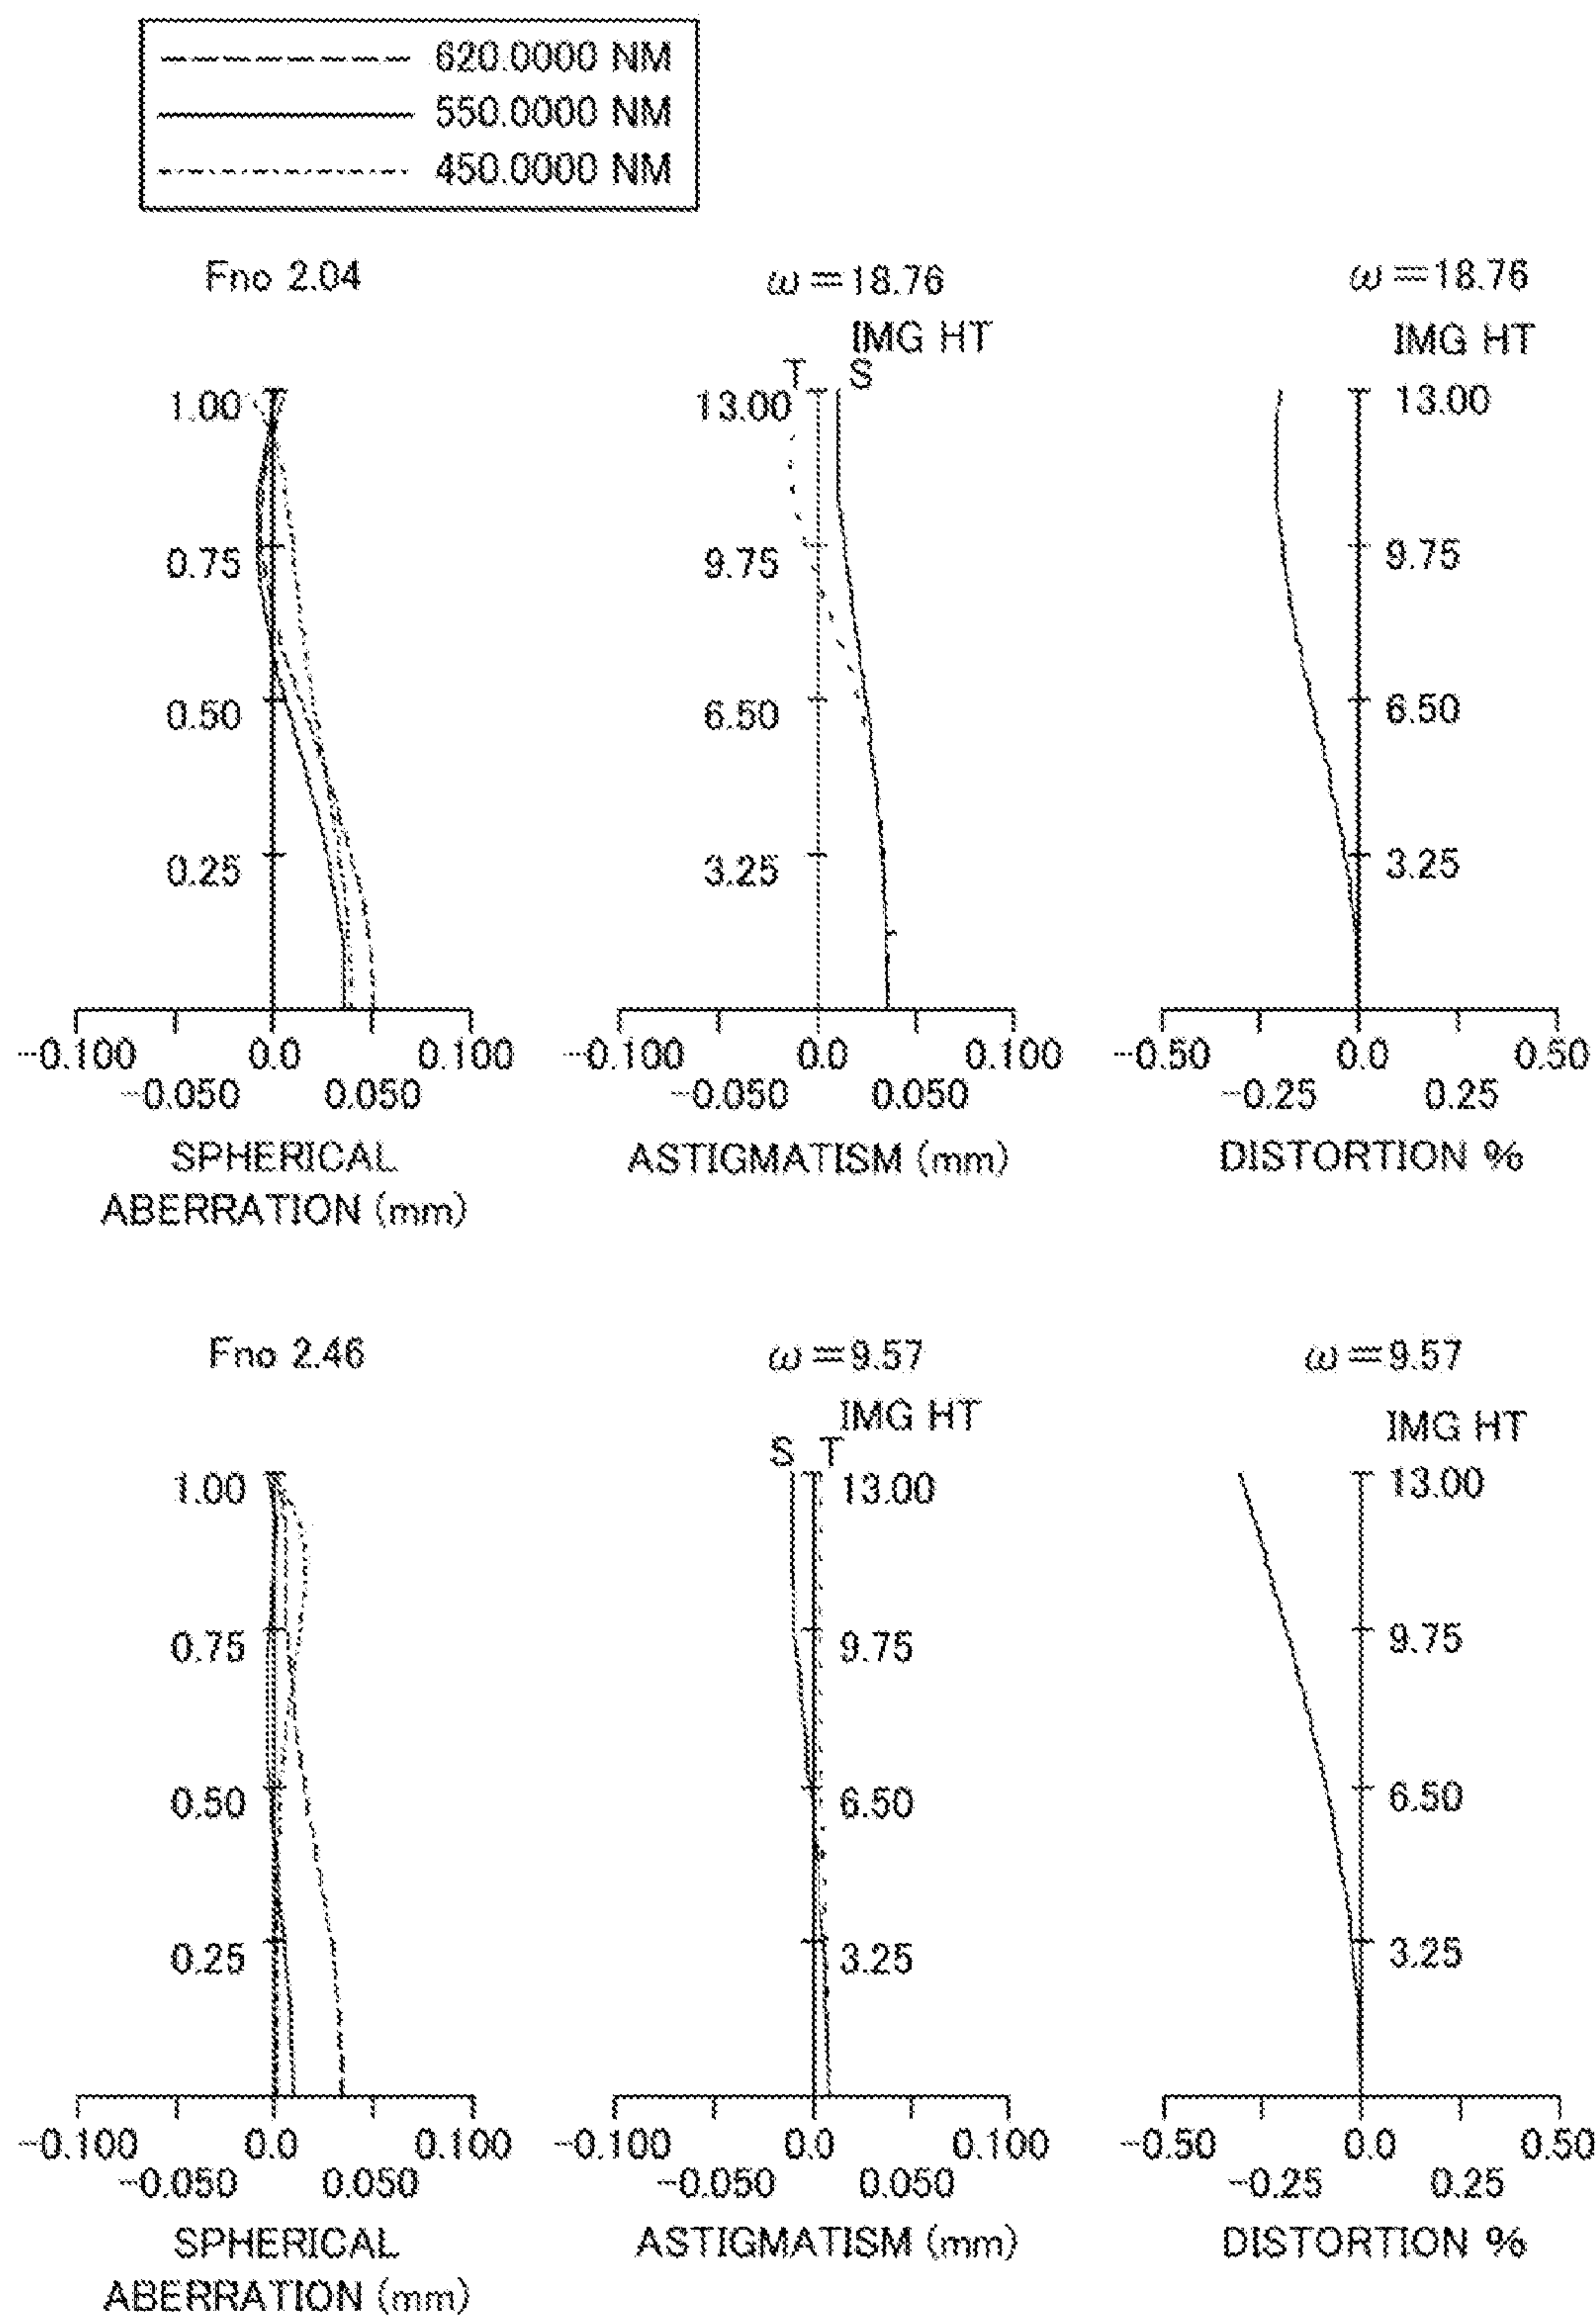 620.0000 NM
550.0000 NM
450.0000 NM
Fno 2.04
1.00
0.75
0.50
0.25
-0.100 0.0 0.100
-0.050 0.050
SPHERICAL
ABERRATION (mm)
ω=18.76
IMG HT
T S
13.00
9.75
6.50
3.25
-0.100 0.0 0.100
-0.050 0.050
ASTIGMATISM (mm)
ω=18.76
IMG HT
13.00
9.75
6.50
3.25
-0.50 0.0 0.50
-0.25 0.25
DISTORTION %
Fno 2.46
1.00
0.75
0.50
0.25
-0.100 0.0 0.100
-0.050 0.050
SPHERICAL
ABERRATION (mm)
ω=9.57
IMG HT
S T
13.00
9.75
6.50
3.25
-0.100 0.0 0.100
-0.050 0.050
ASTIGMATISM (mm)
ω=9.57
IMG HT
13.00
9.75
6.50
3.25
-0.50 0.0 0.50
-0.25 0.25
DISTORTION %